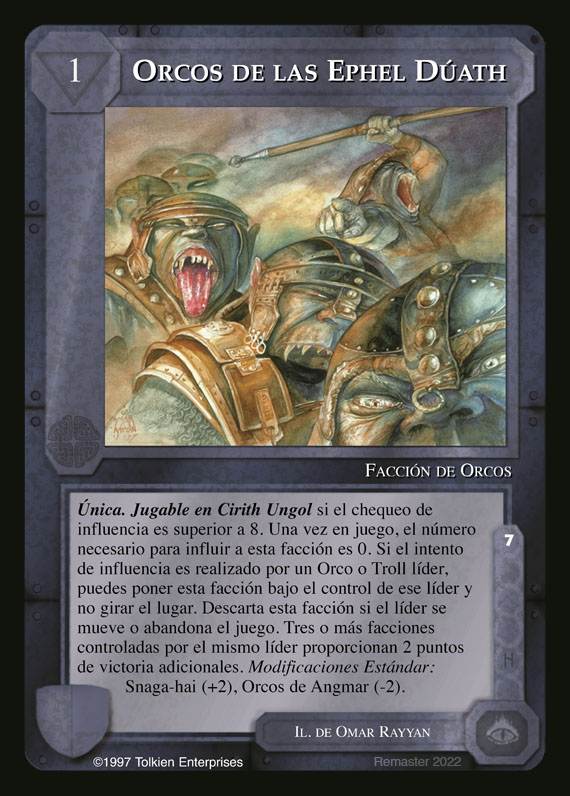 1
ORCOS DE LAS EPHEL DÚATH
FACCIÓN DE ORCOS
Única. Jugable en Cirith Ungol si el chequeo de
influencia es superior a 8. Una vez en juego, el número
necesario para influir a esta facción es 0. Si el intento
de influencia es realizado por un Orco o Troll líder,
puedes poner esta facción bajo el control de ese líder y
no girar el lugar. Descarta esta facción si el líder se
mueve o abandona el juego. Tres o más facciones
controladas por el mismo líder proporcionan 2 puntos
de victoria adicionales. Modificaciones Estándar:
Snaga-hai (+2), Orcos de Angmar (-2).
7
H
IL. DE OMAR RAYYAN
©1997 Tolkien Enterprises
Remaster 2022